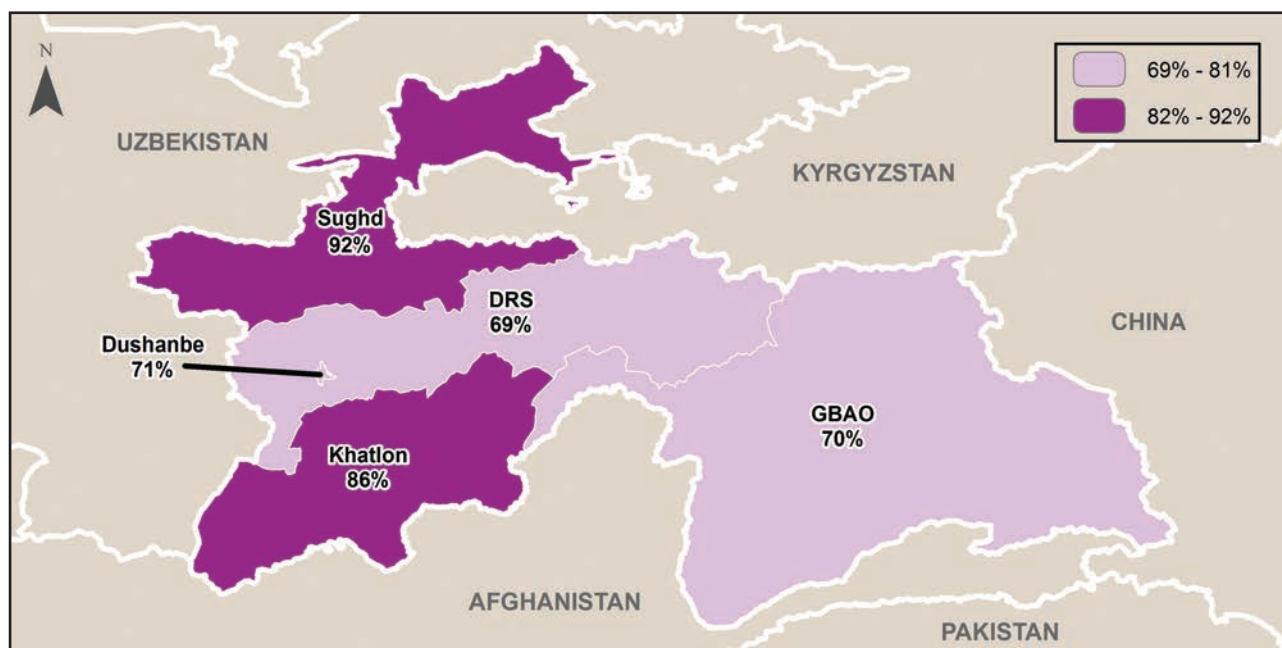 N
69% - 81%
82% - 92%
UZBEKISTAN
KYRGYZSTAN
Sughd
92%
DRS
69%
CHINA
Dushanbe
71%
GBAO
70%
Khatlon
86%
AFGHANISTAN
PAKISTAN